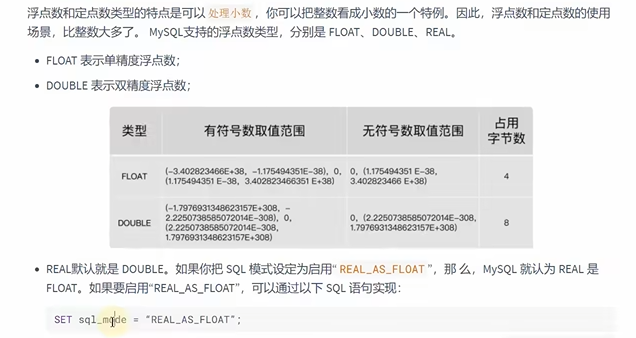 浮点数和定点数类型的特点是可以 处理小数 ，你可以把整数看成小数的一个特例。因此，浮点数和定点数的使用
场景，比整数大多了。 MySQL支持的浮点数类型，分别是 FLOAT、DOUBLE、REAL。
• FLOAT 表示单精度浮点数；
• DOUBLE 表示双精度浮点数；
类型 有符号数取值范围 无符号数取值范围 占用
字节数
FLOAT
(-3.402823466E+38, -1.175494351E-38), 0,
(1.175494351 E-38, 3.402823466351 E+38)
0, (1.175494351 E-38,
3.402823466 E+38)
4
DOUBLE
(-1.7976931348623157E+308, -
2.2250738585072014E-308), 0,
(2.2250738585072014E-308,
1.7976931348623157E+308)
0, (2.2250738585072014E-308,
1.7976931348623157E+308)
8
• REAL默认就是 DOUBLE。如果你把 SQL 模式设定为启用“ REAL_AS_FLOAT ”，那 么，MySQL 就认为 REAL 是
FLOAT。如果要启用“REAL_AS_FLOAT”，可以通过以下 SQL 语句实现：
SET sql_mode = “REAL_AS_FLOAT”;